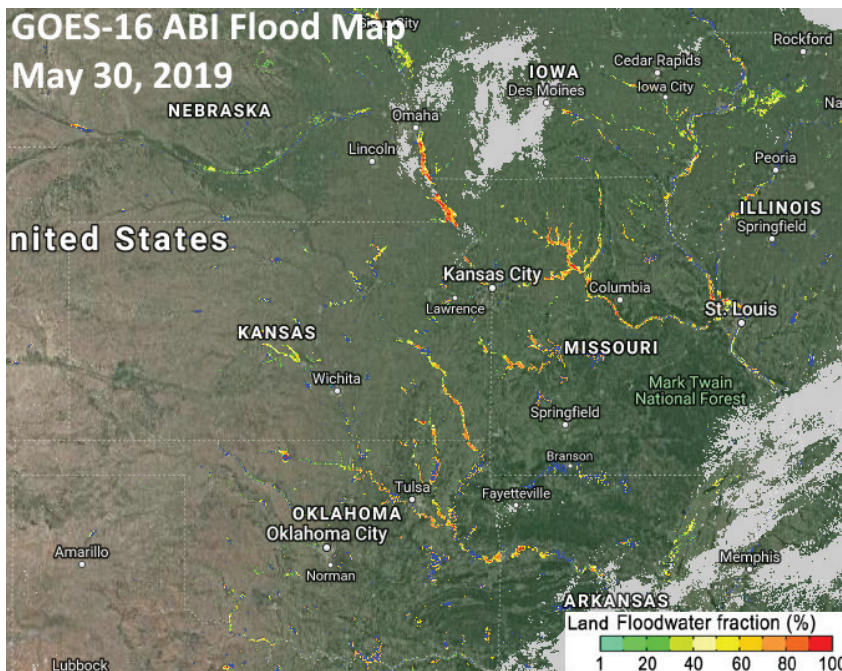 GOES-16 ABI Flood Map
May 30, 2019
Sioux City
Rockford
Cedar Rapids
IOWA
Des Moines
Iowa City
NEBRASKA
Omaha
Na
Lincoln
Peoria
ILLINOIS
Springfield
nited States
Kansas City
Columbia
Lawrence
St. Louis
KANSAS
MISSOURI
Wichita
Mark Twain
National Forest
Springfield
Branson
Tulsa
Fayetteville
OKLAHOMA
Oklahoma City
Amarillo
Norman
Memphis
ARKANSAS
Lubbock
Land Floodwater fraction (%)
1 20 40 60 80 100